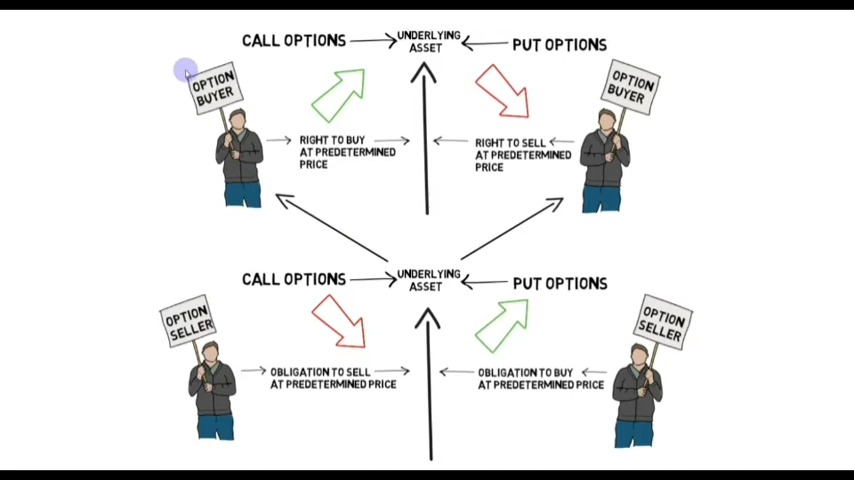 CALL OPTIONS
UNDERLYING
ASSET
PUT OPTIONS
OPTION
BUYER
OPTION
BUYER
RIGHT TO BUY
AT PREDETERMINED
PRICE
RIGHT TO SELL
AT PREDETERMINED
PRICE
CALL OPTIONS
UNDERLYING
ASSET
PUT OPTIONS
OPTION
SELLER
OPTION
SELLER
OBLIGATION TO SELL
AT PREDETERMINED PRICE
OBLIGATION TO BUY
AT PREDETERMINED PRICE